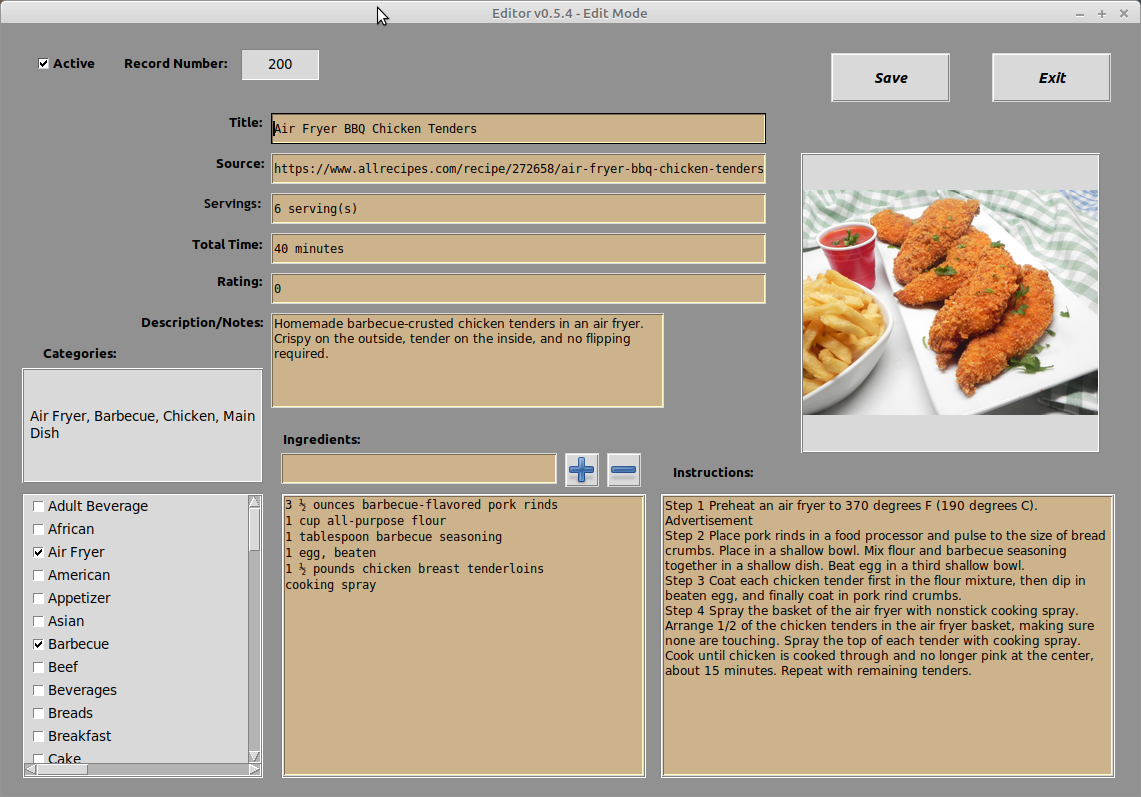 Editor v0.5.4 - Edit Mode
Active
Record Number:
200
Save
Exit
Title:
Air Fryer BBQ Chicken Tenders
Source:
https://www.allrecipes.com/recipe/272658/air-fryer-bbq-chicken-tenders
Servings:
6 serving(s)
Total Time:
40 minutes
Rating:
0
Description/Notes:
Homemade barbecue-crusted chicken tenders in an air fryer.
Crispy on the outside, tender on the inside, and no flipping
required.
Categories:
Air Fryer, Barbecue, Chicken, Main
Dish
Adult Beverage
African
Air Fryer
American
Appetizer
Asian
Barbecue
Beef
Beverages
Breads
Breakfast
Cake
Ingredients:
3 ½ ounces barbecue-flavored pork rinds
1 cup all-purpose flour
1 tablespoon barbecue seasoning
1 egg, beaten
1 ½ pounds chicken breast tenderloins
cooking spray
Instructions:
Step 1 Preheat an air fryer to 370 degrees F (190 degrees C).
Advertisement
Step 2 Place pork rinds in a food processor and pulse to the size of bread
crumbs. Place in a shallow bowl. Mix flour and barbecue seasoning
together in a shallow dish. Beat egg in a third shallow bowl.
Step 3 Coat each chicken tender first in the flour mixture, then dip in
beaten egg, and finally coat in pork rind crumbs.
Step 4 Spray the basket of the air fryer with nonstick cooking spray.
Arrange 1/2 of the chicken tenders in the air fryer basket, making sure
none are touching. Spray the top of each tender with cooking spray.
Cook until chicken is cooked through and no longer pink at the center,
about 15 minutes. Repeat with remaining tenders.